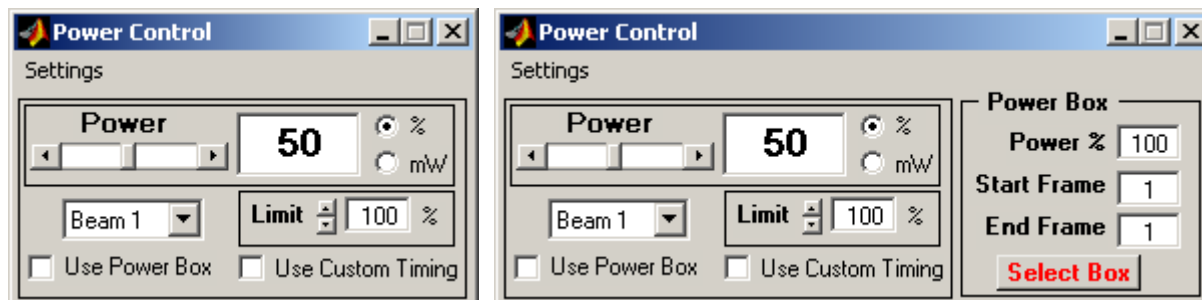 Power Control
Settings
Power
50
%
mW
Beam 1
Limit
100
%
Use Power Box
Use Custom Timing
Power Control
Settings
Power
50
%
mW
Beam 1
Limit
100
%
Use Power Box
Use Custom Timing
Power Box
Power % 100
Start Frame 1
End Frame 1
Select Box